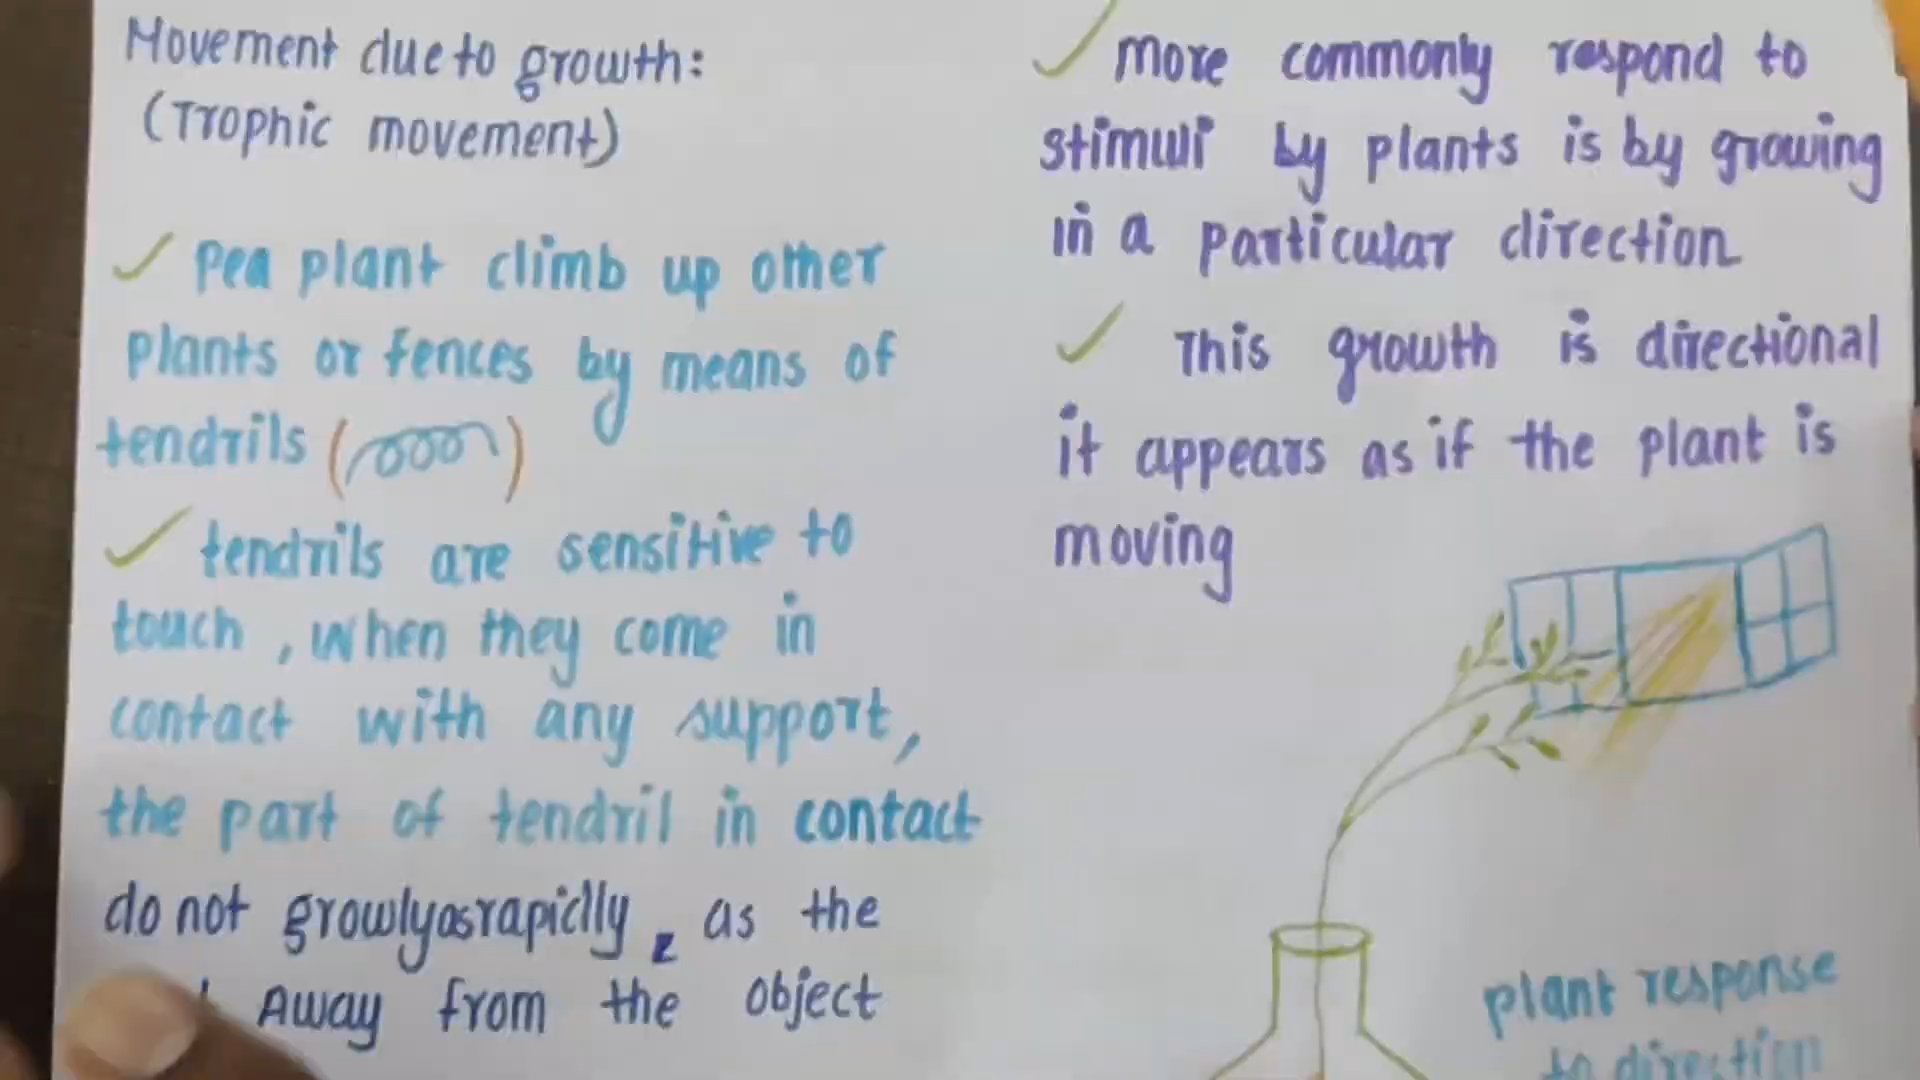 Movement due to growth:
(Trophic movement)
Pea plant climb up other
plants or fences by means of
tendrils ( )
tendrils are sensitive to
touch, when they come in
contact with any support,
the part of tendril in contact
do not growlyasrapidlly, as the
Away from the object
More commonly respond to
stimuli by plants is by growing
in a particular direction
This growth is directional
it appears as if the plant is
moving
plant response
to direction